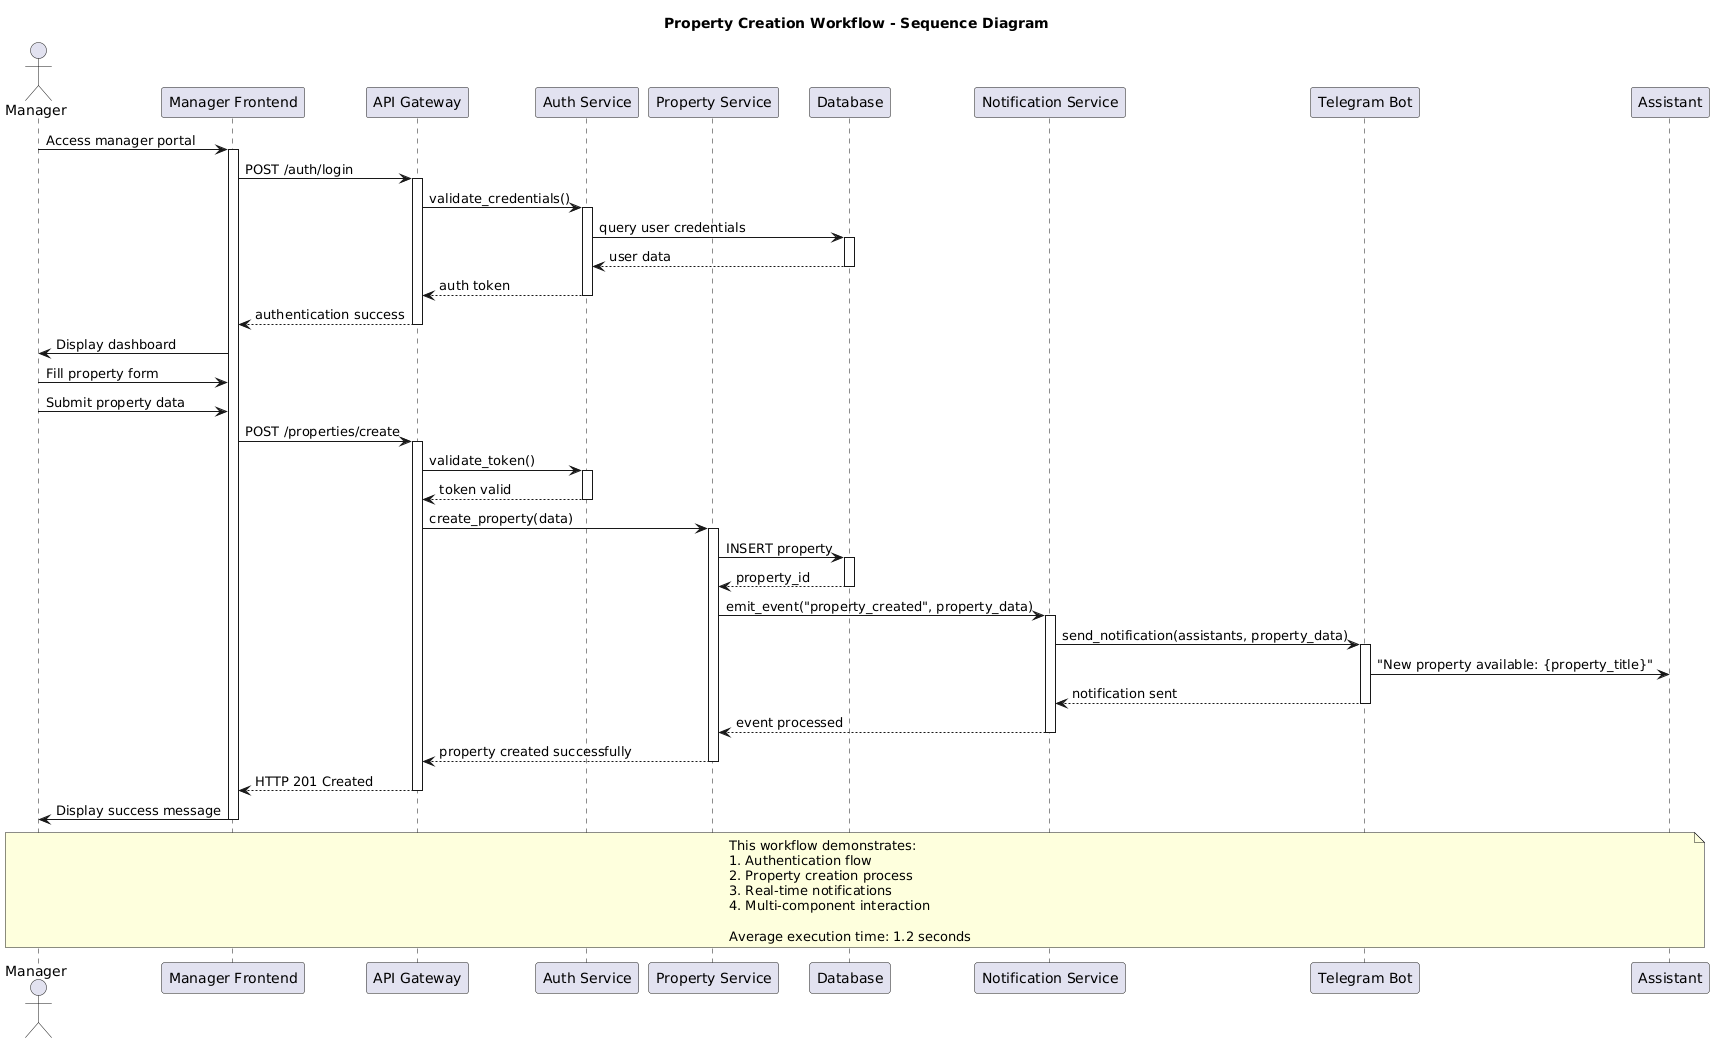 Property Creation Workflow - Sequence Diagram
Manager
Manager Frontend
API Gateway
Auth Service
Property Service
Database
Notification Service
Telegram Bot
Assistant
Access manager portal
POST /auth/login
validate_credentials()
query user credentials
user data
auth token
authentication success
Display dashboard
Fill property form
Submit property data
POST /properties/create
validate_token()
token valid
create_property(data)
INSERT property
property_id
emit_event("property_created", property_data)
send_notification(assistants, property_data)
"New property available: {property_title}"
notification sent
event processed
property created successfully
HTTP 201 Created
Display success message
This workflow demonstrates:
1. Authentication flow
2. Property creation process
3. Real-time notifications
4. Multi-component interaction
Average execution time: 1.2 seconds
Manager
Manager Frontend
API Gateway
Auth Service
Property Service
Database
Notification Service
Telegram Bot
Assistant